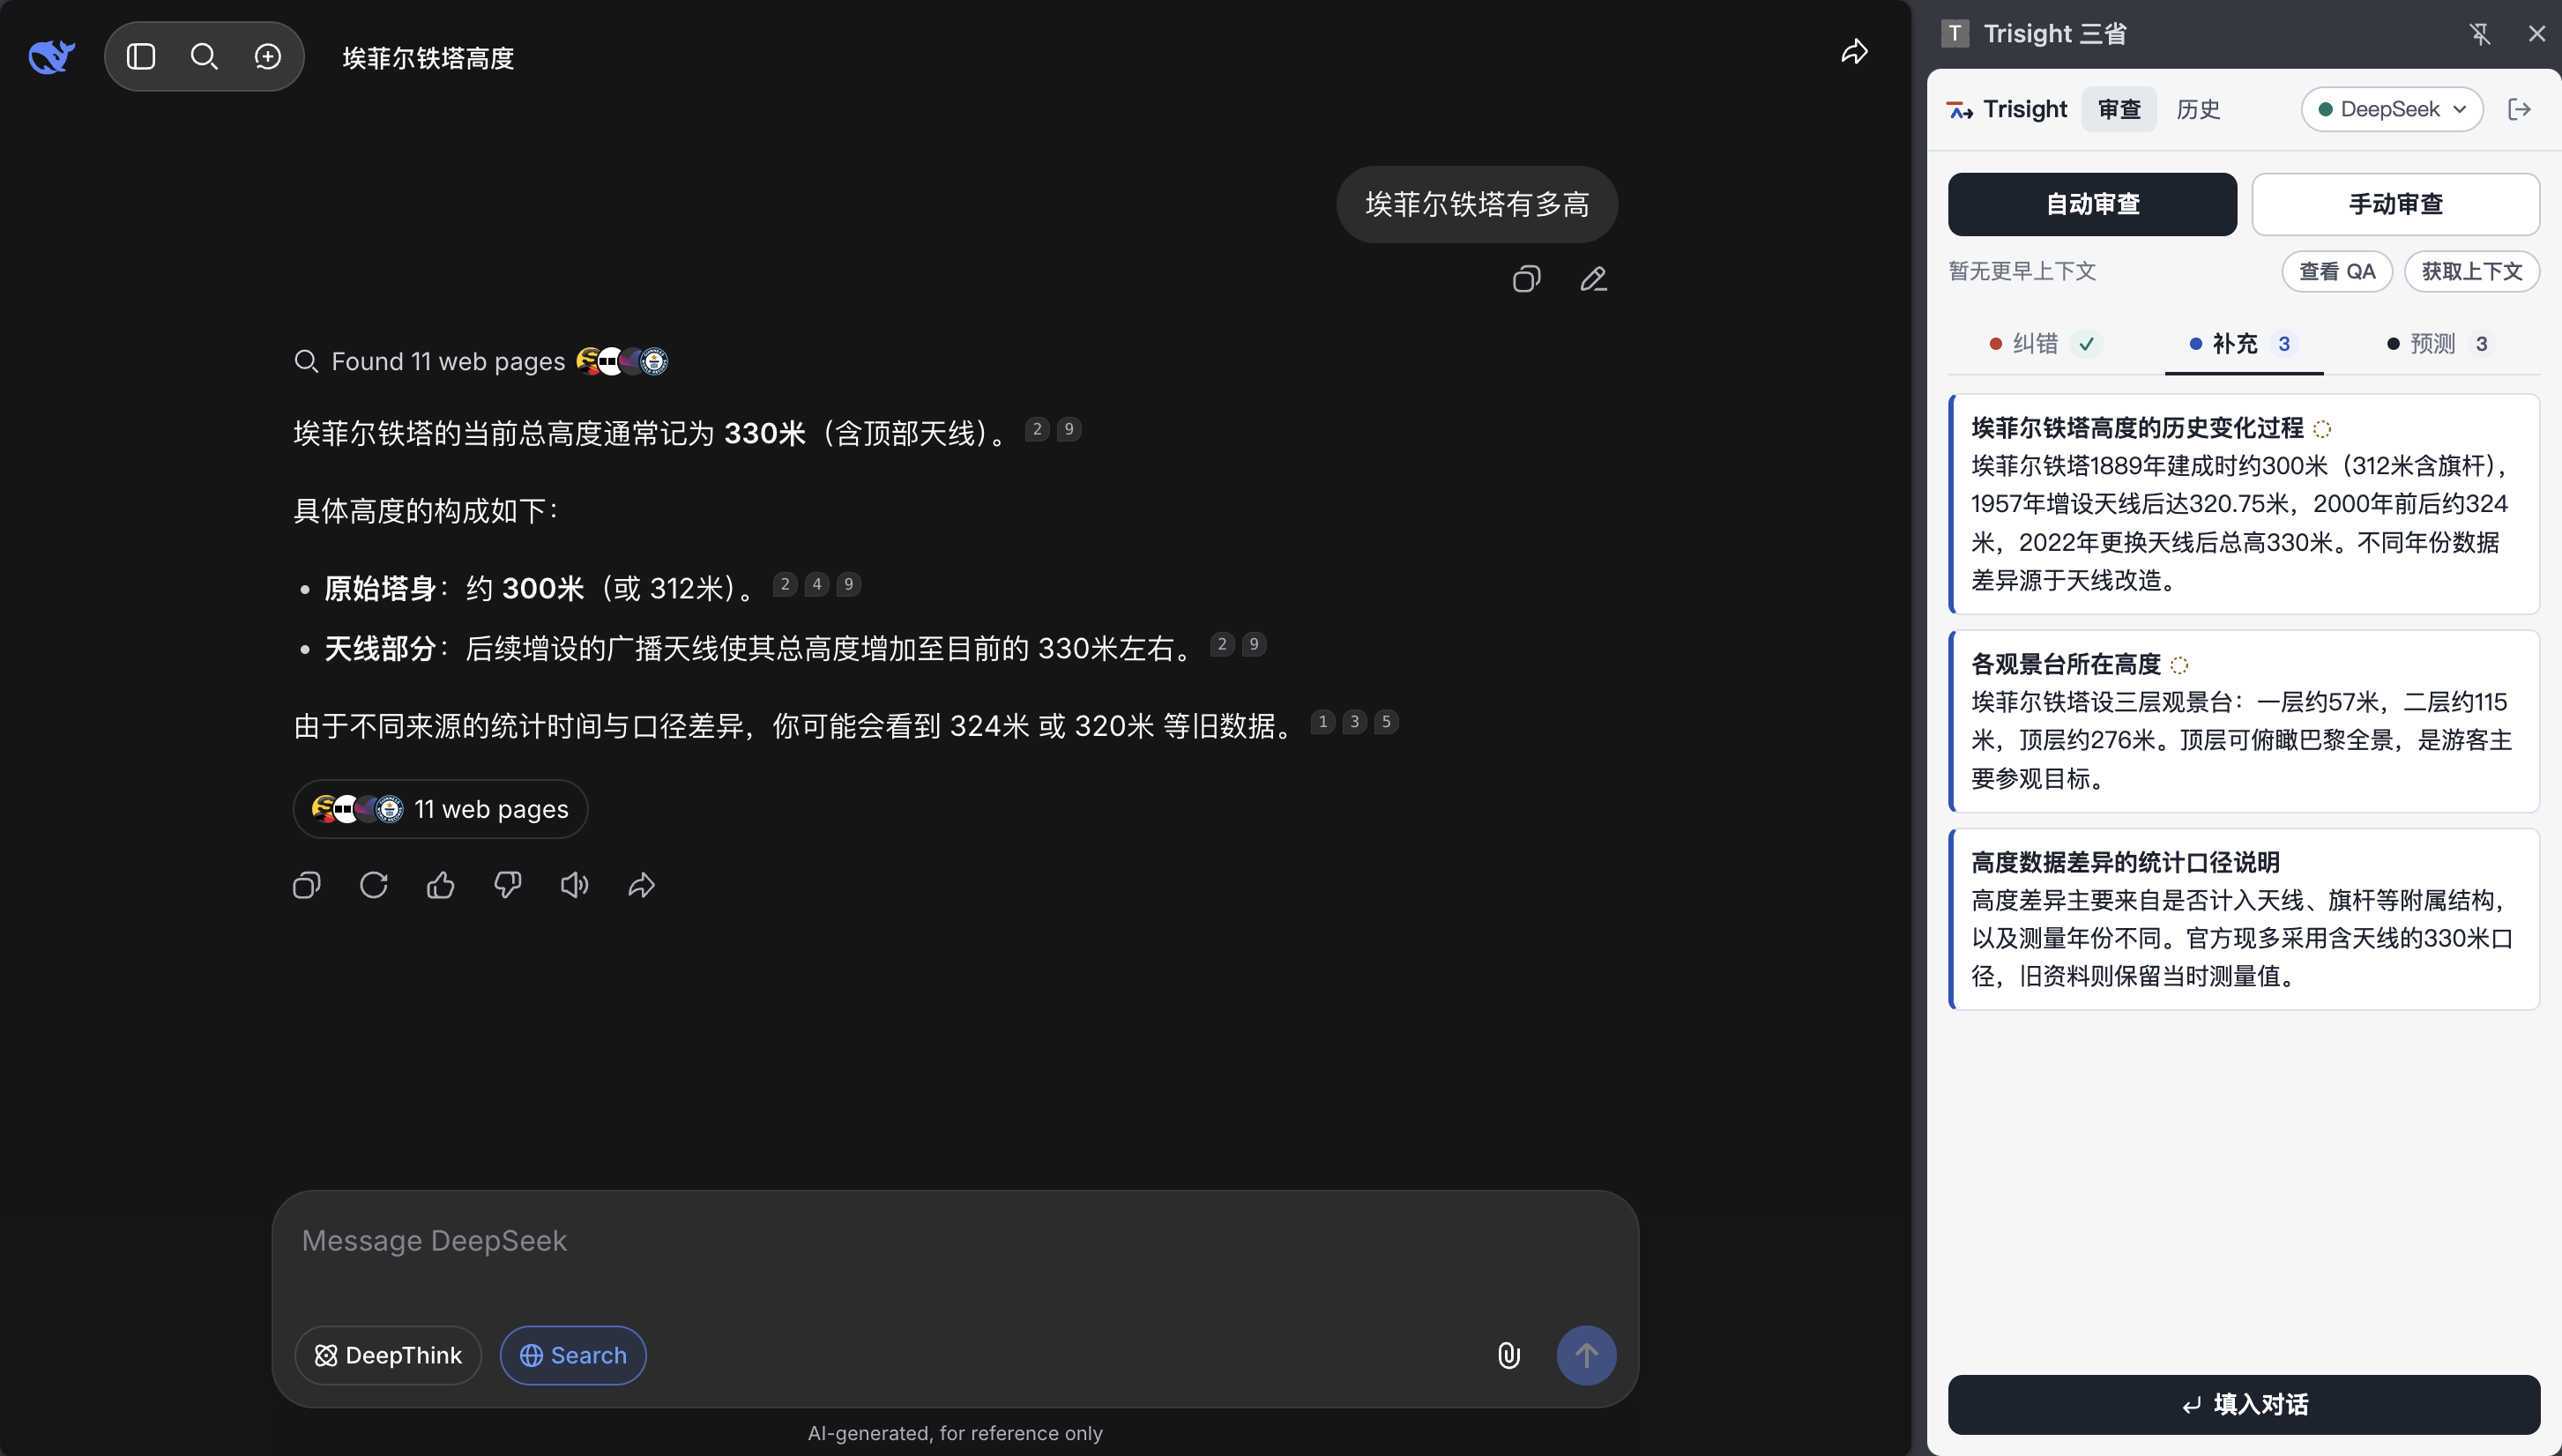 埃菲尔铁塔高度
埃菲尔铁塔有多高
Found 11 web pages
埃菲尔铁塔的当前总高度通常记为 330米（含顶部天线）。 2 9
具体高度的构成如下：
• 原始塔身：约 300米（或 312米）。 2 4 9
• 天线部分：后续增设的广播天线使其总高度增加至目前的 330米左右。 2 9
由于不同来源的统计时间与口径差异，你可能会看到 324米 或 320米 等旧数据。 1 3 5
11 web pages
Message DeepSeek
DeepThink
Search
AI-generated, for reference only
T Trisight 三省
Trisight 审查 历史 DeepSeek
自动审查 手动审查
暂无更早上下文 查看 QA 获取上下文
纠错 补充 3 预测 3
埃菲尔铁塔高度的历史变化过程
埃菲尔铁塔1889年建成时约300米（312米含旗杆），
1957年增设天线后达320.75米，2000年前后约324
米，2022年更换天线后总高330米。不同年份数据
差异源于天线改造。
各观景台所在高度
埃菲尔铁塔设三层观景台：一层约57米，二层约115
米，顶层约276米。顶层可俯瞰巴黎全景，是游客主
要参观目标。
高度数据差异的统计口径说明
高度差异主要来自是否计入天线、旗杆等附属结构，
以及测量年份不同。官方现多采用含天线的330米口
径，旧资料则保留当时测量值。
填入对话